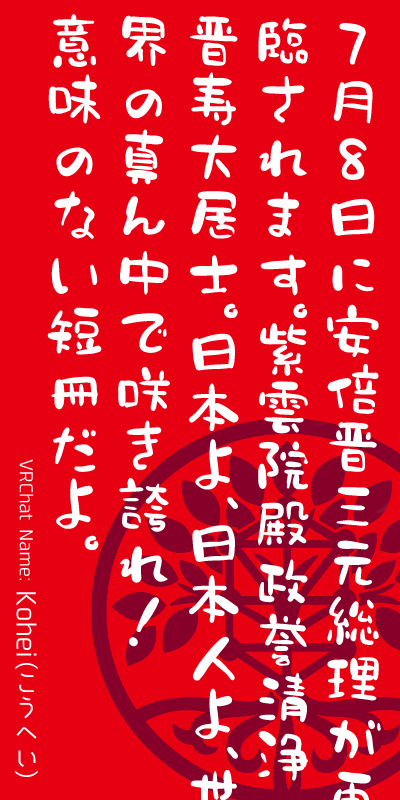 7月8日に安倍晋三元総理が再
臨されます。紫雲院殿政誉清浄
晋寿大居士。日本よ、日本人よ、世
界の真ん中で咲き誇れ！
意味のない短冊だよ。
VRChat Name: Kohei(こうへい)